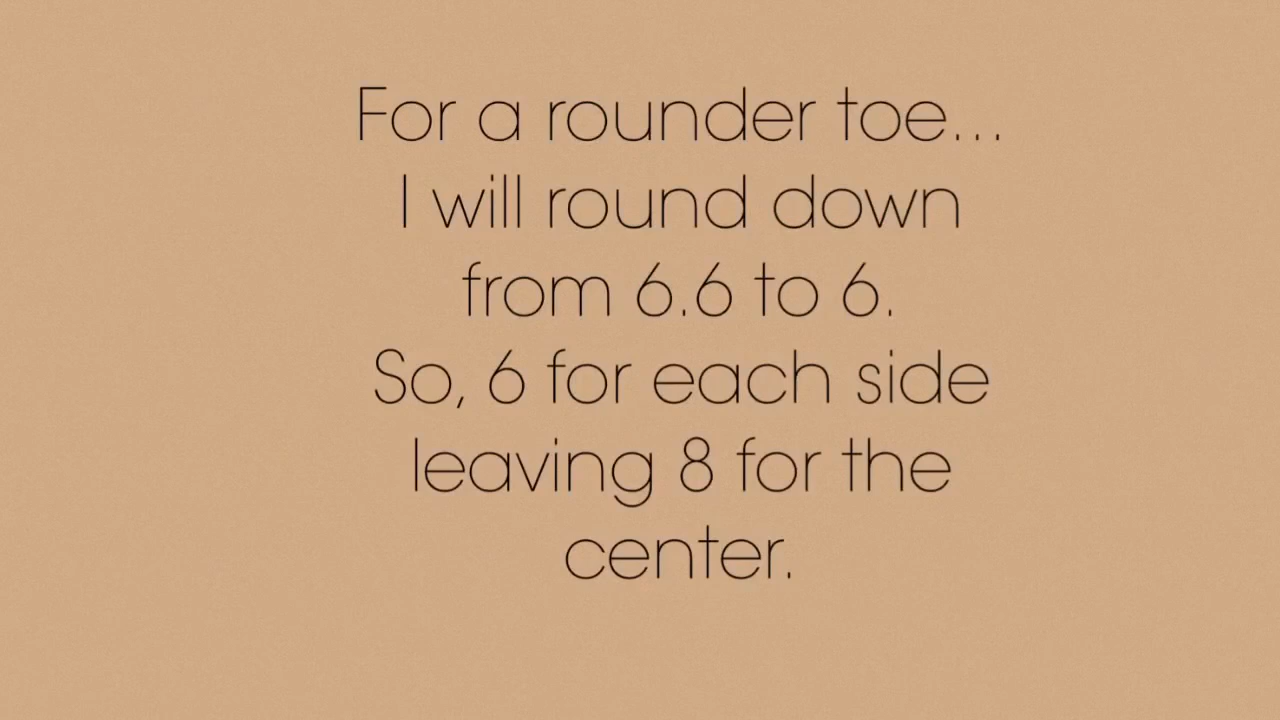 For a rounder toe...
I will round down
from 6.6 to 6.
So, 6 for each side
leaving 8 for the
center.